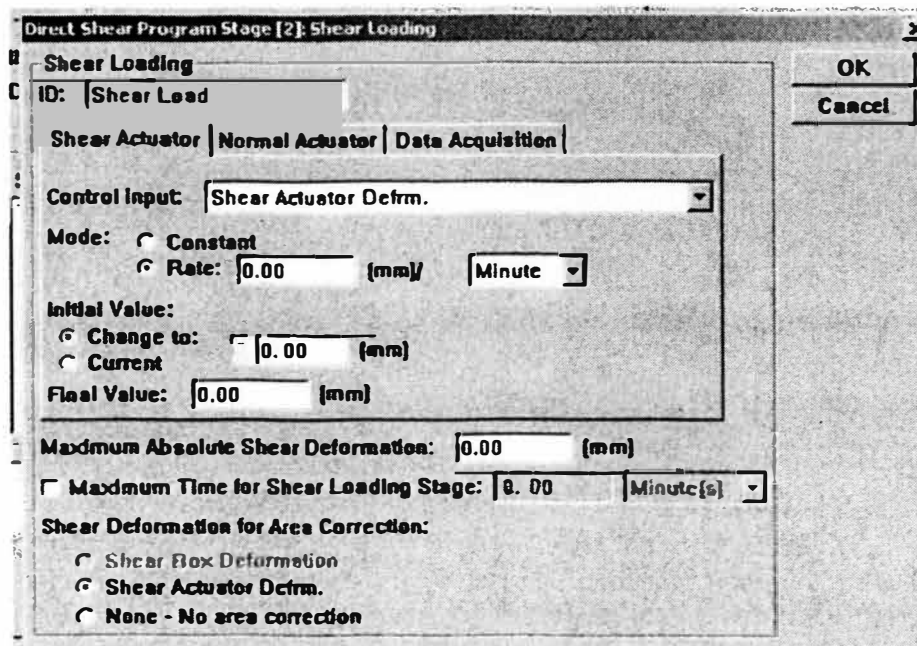 Direct Shear Program Stage [2]: Shear Loading
Shear Loading
OK
ID: Shear Load
Cancel
Shear Actuator Normal Actuator Data Acquisition
Control Input: Shear Actuator Defrm.
Mode: Constant
Rate: 0.00 (mm)/ Minute
Initial Value:
Change to: 0.00 (mm)
Current
Final Value: 0.00 (mm)
Maximum Absolute Shear Deformation: 0.00 (mm)
Maximum Time for Shear Loading Stage: 0.00 Minute(s)
Shear Deformation for Area Correction:
Shear Box Deformation
Shear Actuator Defrm.
None - No area correction